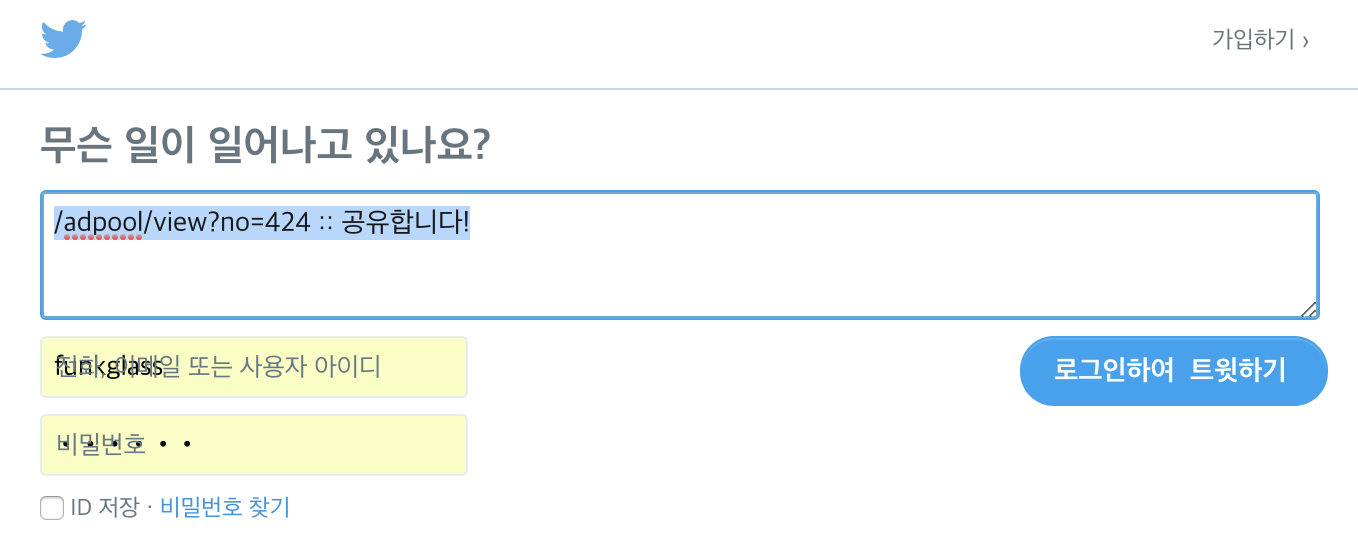 가입하기 ›
무슨 일이 일어나고 있나요?
/adpool/view?no=424 :: 공유합니다!
funkglass
전화, 이메일 또는 사용자 아이디
로그인하여 트윗하기
비밀번호
ID 저장 · 비밀번호 찾기